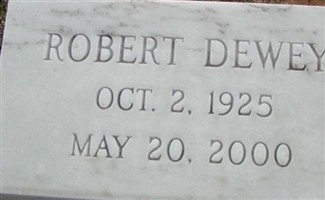 ROBERT DEWEY
OCT. 2, 1925
MAY 20, 2000